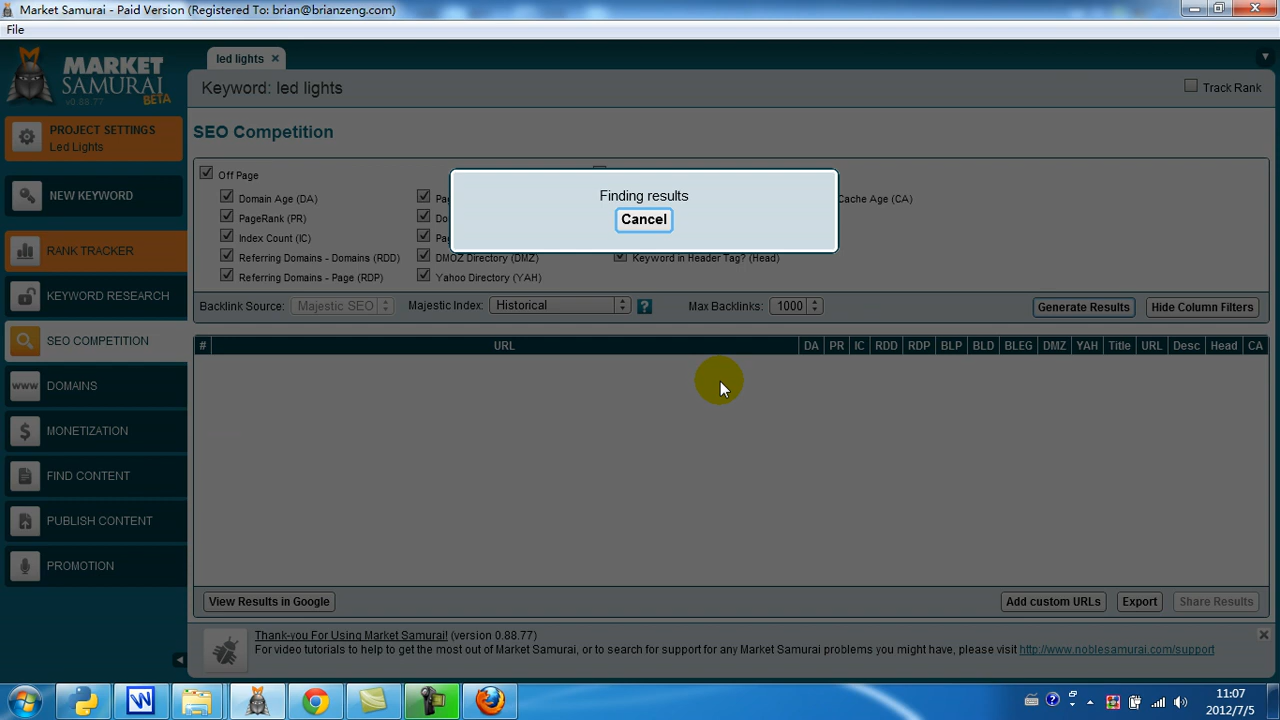 Market Samurai - Paid Version (Registered To: brian@brianzeng.com)
File
MARKET SAMURAI
v0.88.77 BETA
led lights
Keyword: led lights
Track Rank
PROJECT SETTINGS
Led Lights
NEW KEYWORD
RANK TRACKER
KEYWORD RESEARCH
SEO COMPETITION
DOMAINS
MONETIZATION
FIND CONTENT
PUBLISH CONTENT
PROMOTION
SEO Competition
Off Page
Domain Age (DA)
PageRank (PR)
Index Count (IC)
Referring Domains - Domains (RDD)
Referring Domains - Page (RDP)
DMOZ Directory (DMZ)
Yahoo Directory (YAH)
Keyword in Header Tag? (Head)
Cache Age (CA)
Finding results
Cancel
Backlink Source: Majestic SEO Majestic Index: Historical ? Max Backlinks: 1000 Generate Results Hide Column Filters
# URL DA PR IC RDD RDP BLP BLD BLEG DMZ YAH Title URL Desc Head CA
View Results in Google Add custom URLs Export Share Results
Thank-you For Using Market Samurai! (version 0.88.77)
For video tutorials to help to get the most out of Market Samurai, or to search for support for any Market Samurai problems you might have, please visit http://www.noblesamurai.com/support
11:07
2012/7/5